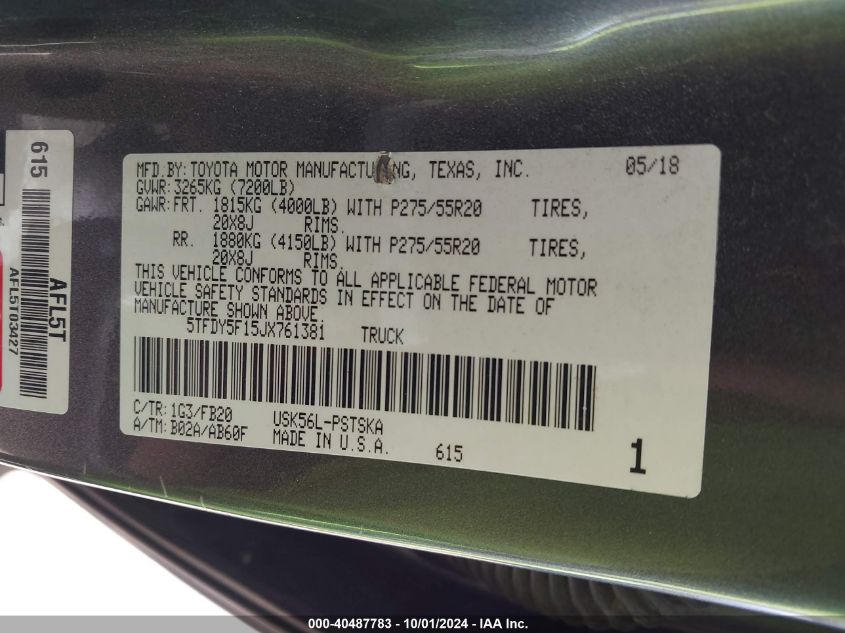 MFD.BY: TOYOTA MOTOR MANUFACTURING, TEXAS, INC. 05/18
GVWR: 3265KG (7200LB)
GAWR: FRT. 1815KG (4000LB) WITH P275/55R20 TIRES,
20X8J RIMS.
RR. 1880KG (4150LB) WITH P275/55R20 TIRES,
20X8J RIMS.
THIS VEHICLE CONFORMS TO ALL APPLICABLE FEDERAL MOTOR
VEHICLE SAFETY STANDARDS IN EFFECT ON THE DATE OF
MANUFACTURE SHOWN ABOVE.
5TFDY5F15JX761381 TRUCK
C/TR: 1G3/FB20 USK56L-PSTSKA
A/TM: B02A/AB60F MADE IN U.S.A. 615 1
615
AFL5T
AFL5T03427
000-40487783 - 10/01/2024 - IAA Inc.